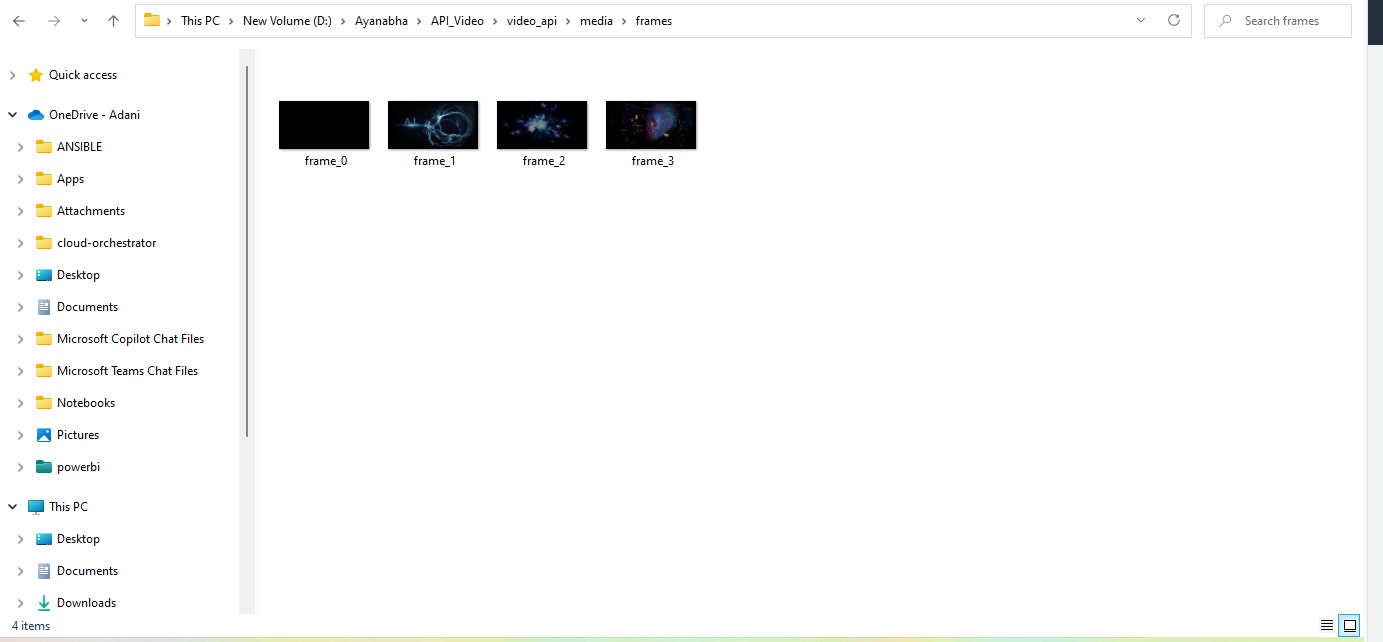 This PC > New Volume (D:) > Ayanabha > API_Video > video_api > media > frames
Search frames
Quick access
OneDrive - Adani
ANSIBLE
Apps
Attachments
cloud-orchestrator
Desktop
Documents
Microsoft Copilot Chat Files
Microsoft Teams Chat Files
Notebooks
Pictures
powerbi
This PC
Desktop
Documents
Downloads
AI
frame_0
frame_1
frame_2
frame_3
4 items